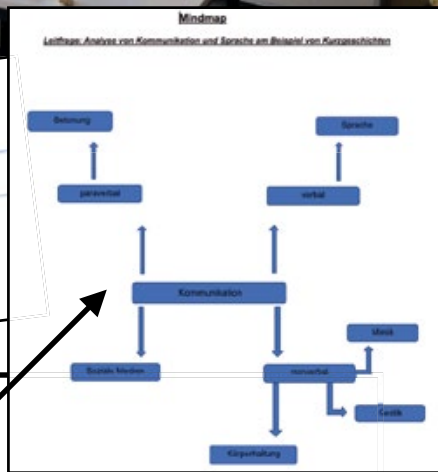 Mindmap
Leitfrage: Analyse von Kommunikation und Sprache am Beispiel von Kurzgeschichten
Betonung
Sprache
paraverbal
verbal
Kommunikation
Mimik
Soziale Medien
nonverbal
Gestik
Körperhaltung